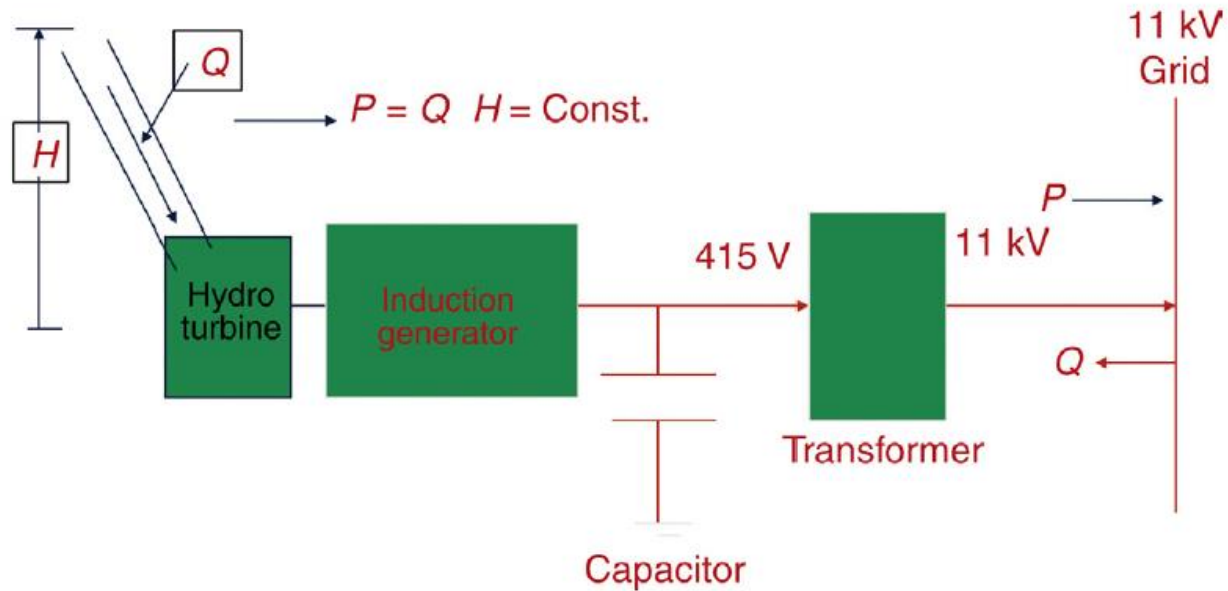 11 kV
Grid
Q
P = Q H = Const.
H
P
415 V
11 kV
Hydro
turbine
Induction
generator
Q
Transformer
Capacitor